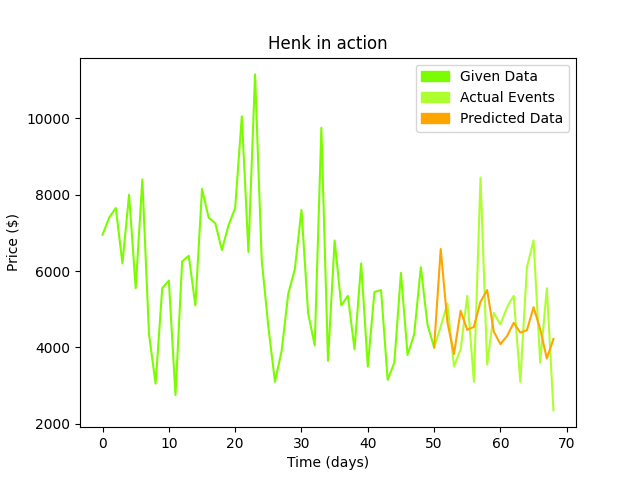 Henk in action
Given Data
Actual Events
Predicted Data
Price ($)
10000
8000
6000
4000
2000
0 10 20 30 40 50 60 70
Time (days)